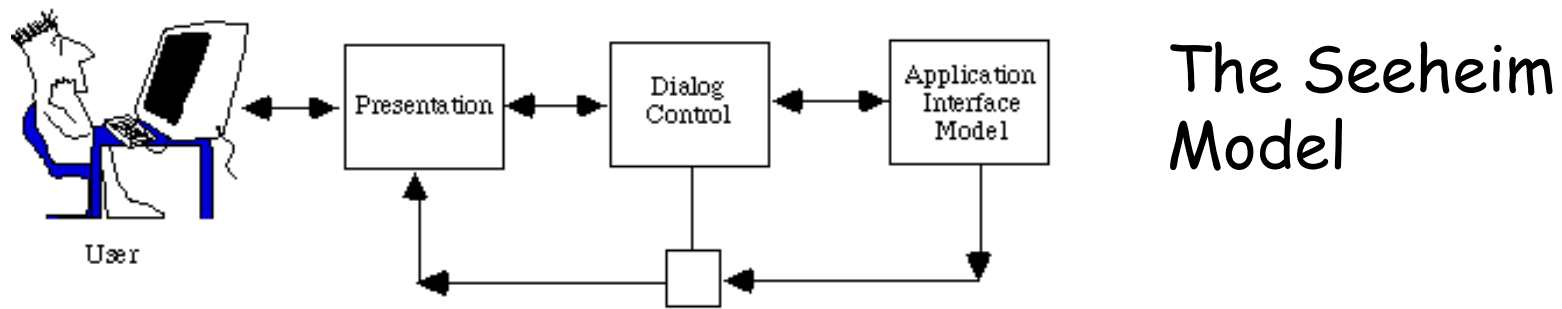 The Seeheim
Model
Presentation
Dialog
Control
Application
Interface
Model
User